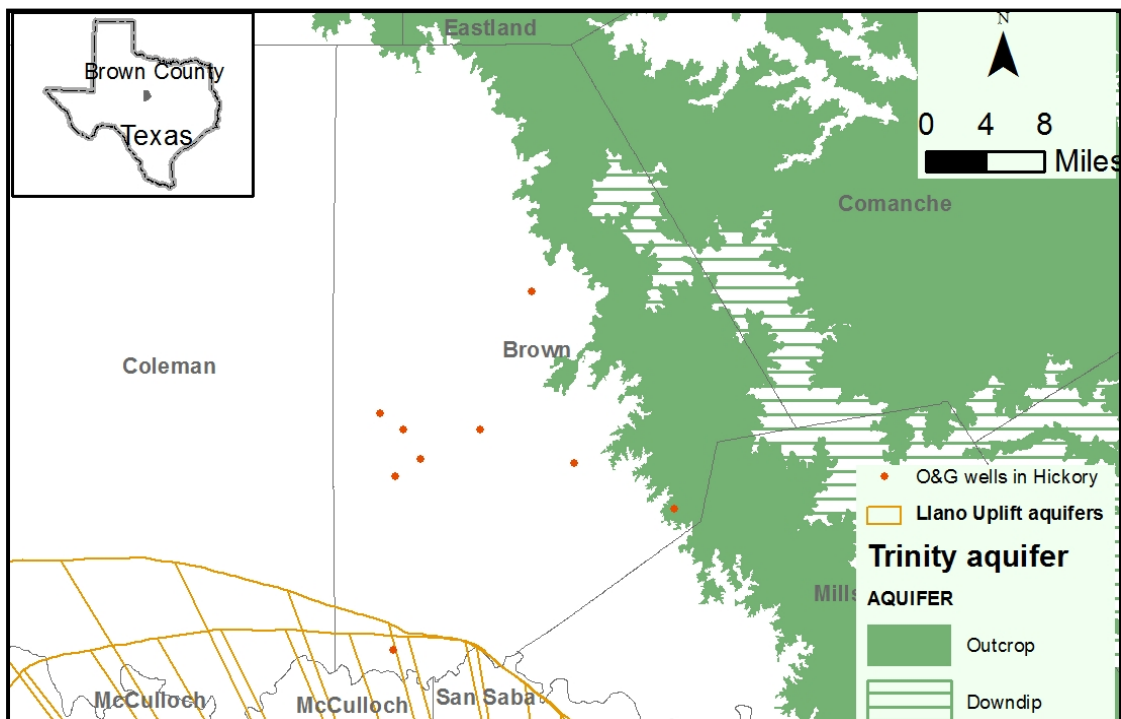 Eastland
Brown County
Texas
N
0 4 8
Miles
Comanche
Brown
Coleman
O&G wells in Hickory
Llano Uplift aquifers
Trinity aquifer
AQUIFER
Mills
Outcrop
Downdip
McCulloch
McCulloch
San Saba